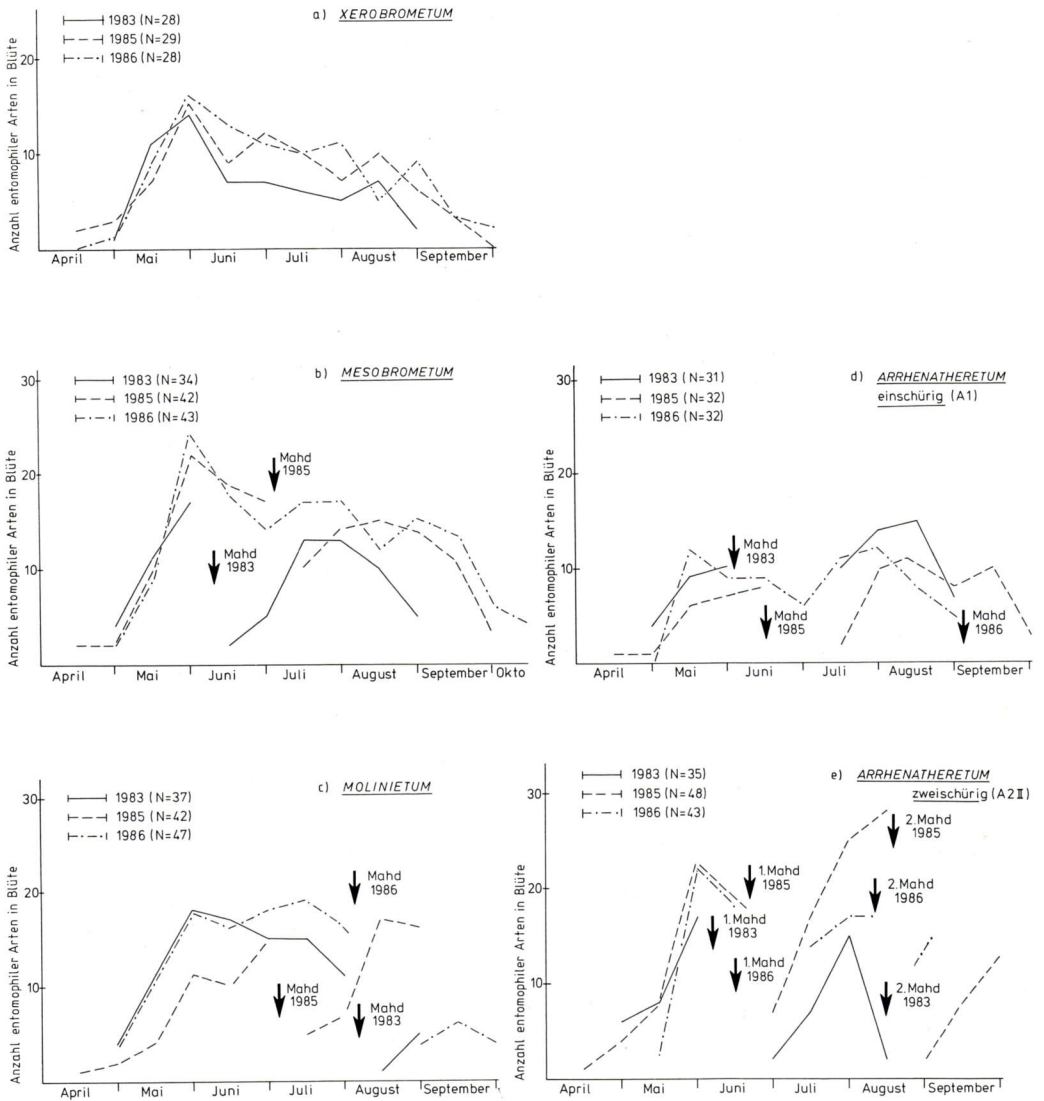 a) XEROBROMETUM
1983 (N=28)
1985 (N=29)
1986 (N=28)
Anzahl entomophiler Arten in Blüte
20
10
April Mai Juni Juli August September
b) MESOBROMETUM
1983 (N=34)
1985 (N=42)
1986 (N=43)
Anzahl entomophiler Arten in Blüte
30
20
10
Mahd
1985
Mahd
1983
April Mai Juni Juli August September Okto
d) ARRHENATHERETUM
einschürig (A1)
1983 (N=31)
1985 (N=32)
1986 (N=32)
Anzahl entomophiler Arten in Blüte
30
20
10
Mahd
1983
Mahd
1985
Mahd
1986
April Mai Juni Juli August September
c) MOLINIETUM
1983 (N=37)
1985 (N=42)
1986 (N=47)
Anzahl entomophiler Arten in Blüte
30
20
10
Mahd
1986
Mahd
1985
Mahd
1983
April Mai Juni Juli August September
e) ARRHENATHERETUM
zweischürig (A2II)
1983 (N=35)
1985 (N=48)
1986 (N=43)
Anzahl entomophiler Arten in Blüte
30
20
10
1.Mahd
1985
1.Mahd
1983
1.Mahd
1986
2.Mahd
1985
2.Mahd
1986
2.Mahd
1983
April Mai Juni Juli August September